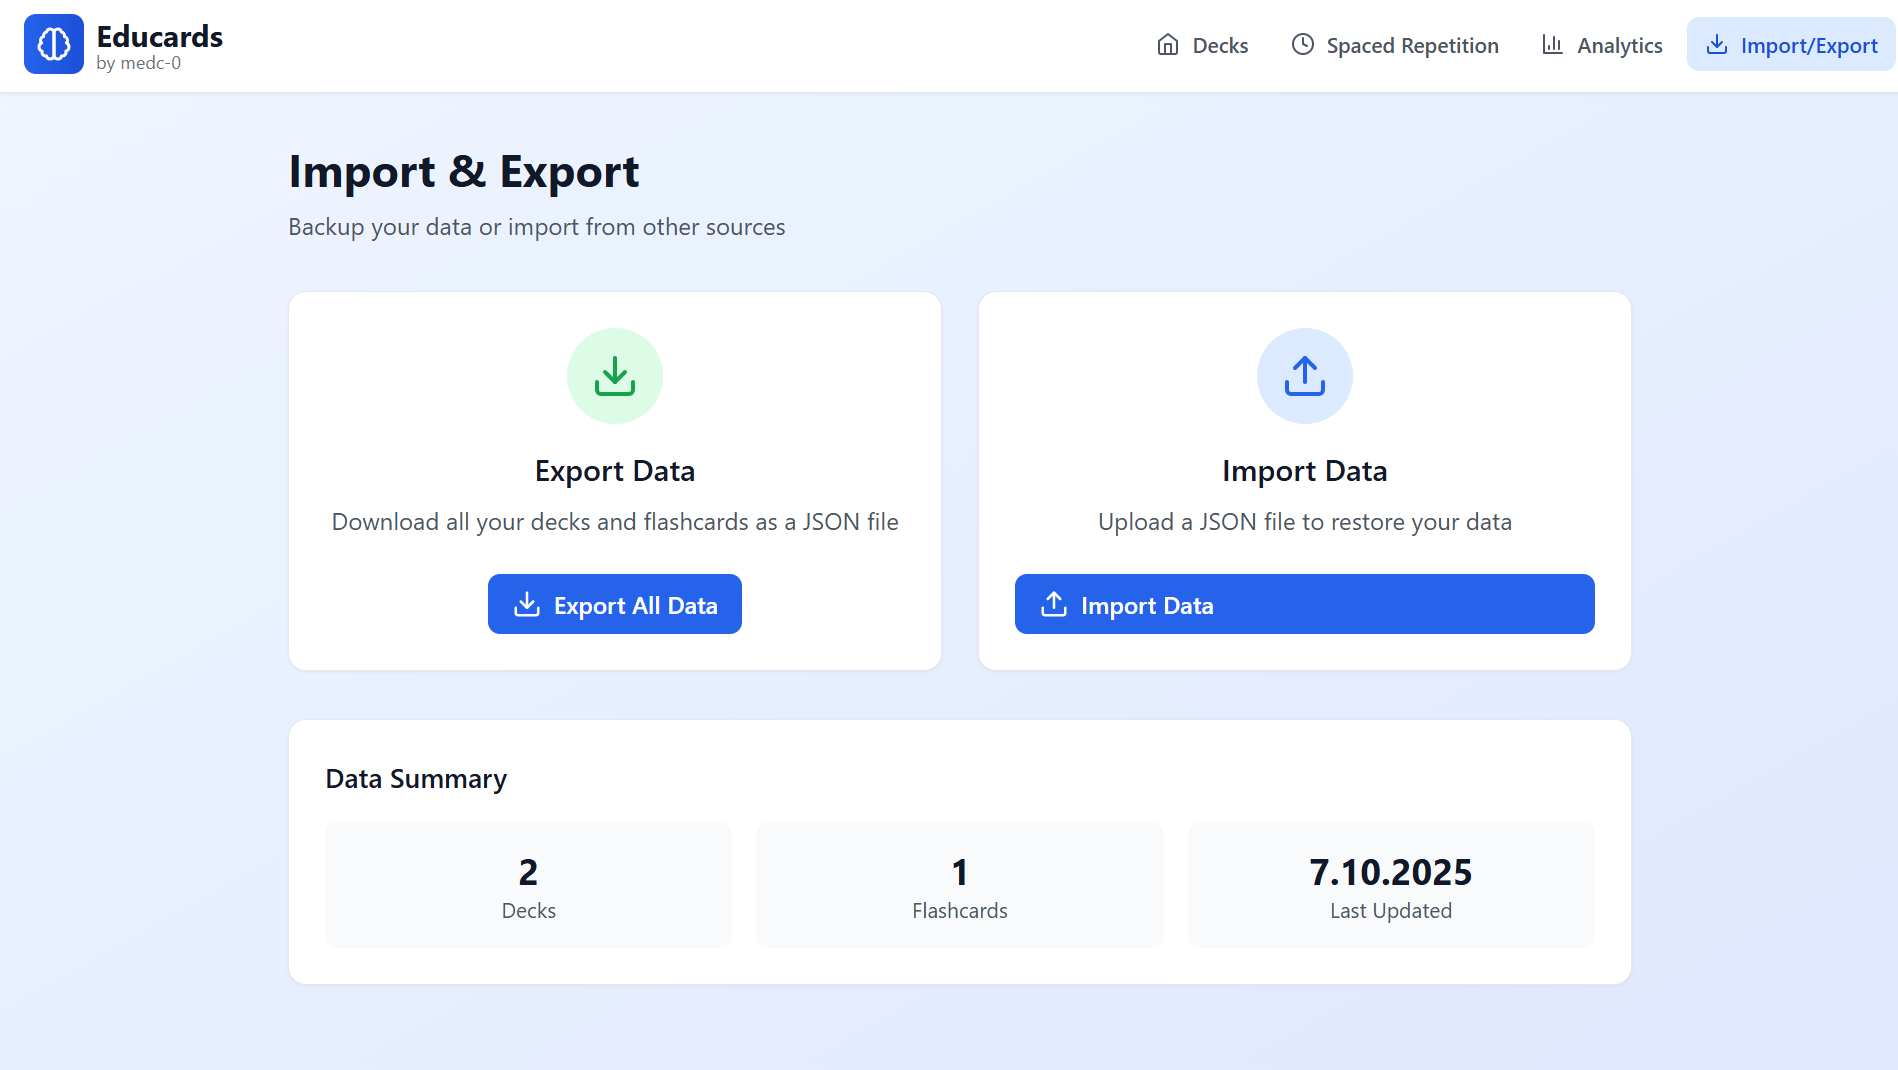 Educards
by medc-0
Decks
Spaced Repetition
Analytics
Import/Export
Import & Export
Backup your data or import from other sources
Export Data
Download all your decks and flashcards as a JSON file
Export All Data
Import Data
Upload a JSON file to restore your data
Import Data
Data Summary
2
Decks
1
Flashcards
7.10.2025
Last Updated